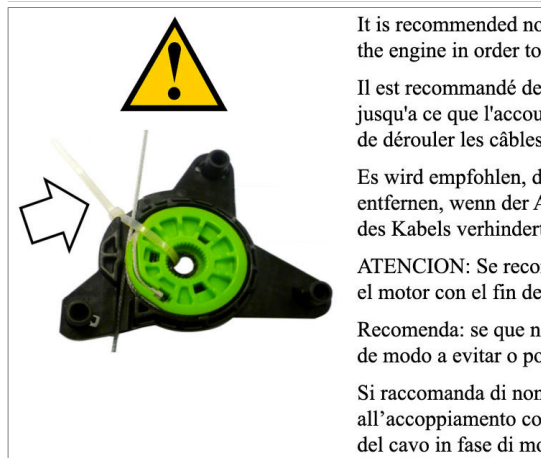 It is recommended no
the engine in order to
Il est recommandé de
jusqu'a ce que l'accou
de dérouler les câbles
Es wird empfohlen, d
entfernen, wenn der A
des Kabels verhindert
ATENCION: Se reco
el motor con el fin de
Recomenda: se que n
de modo a evitar o po
Si raccomanda di non
all’accoppiamento co
del cavo in fase di mo